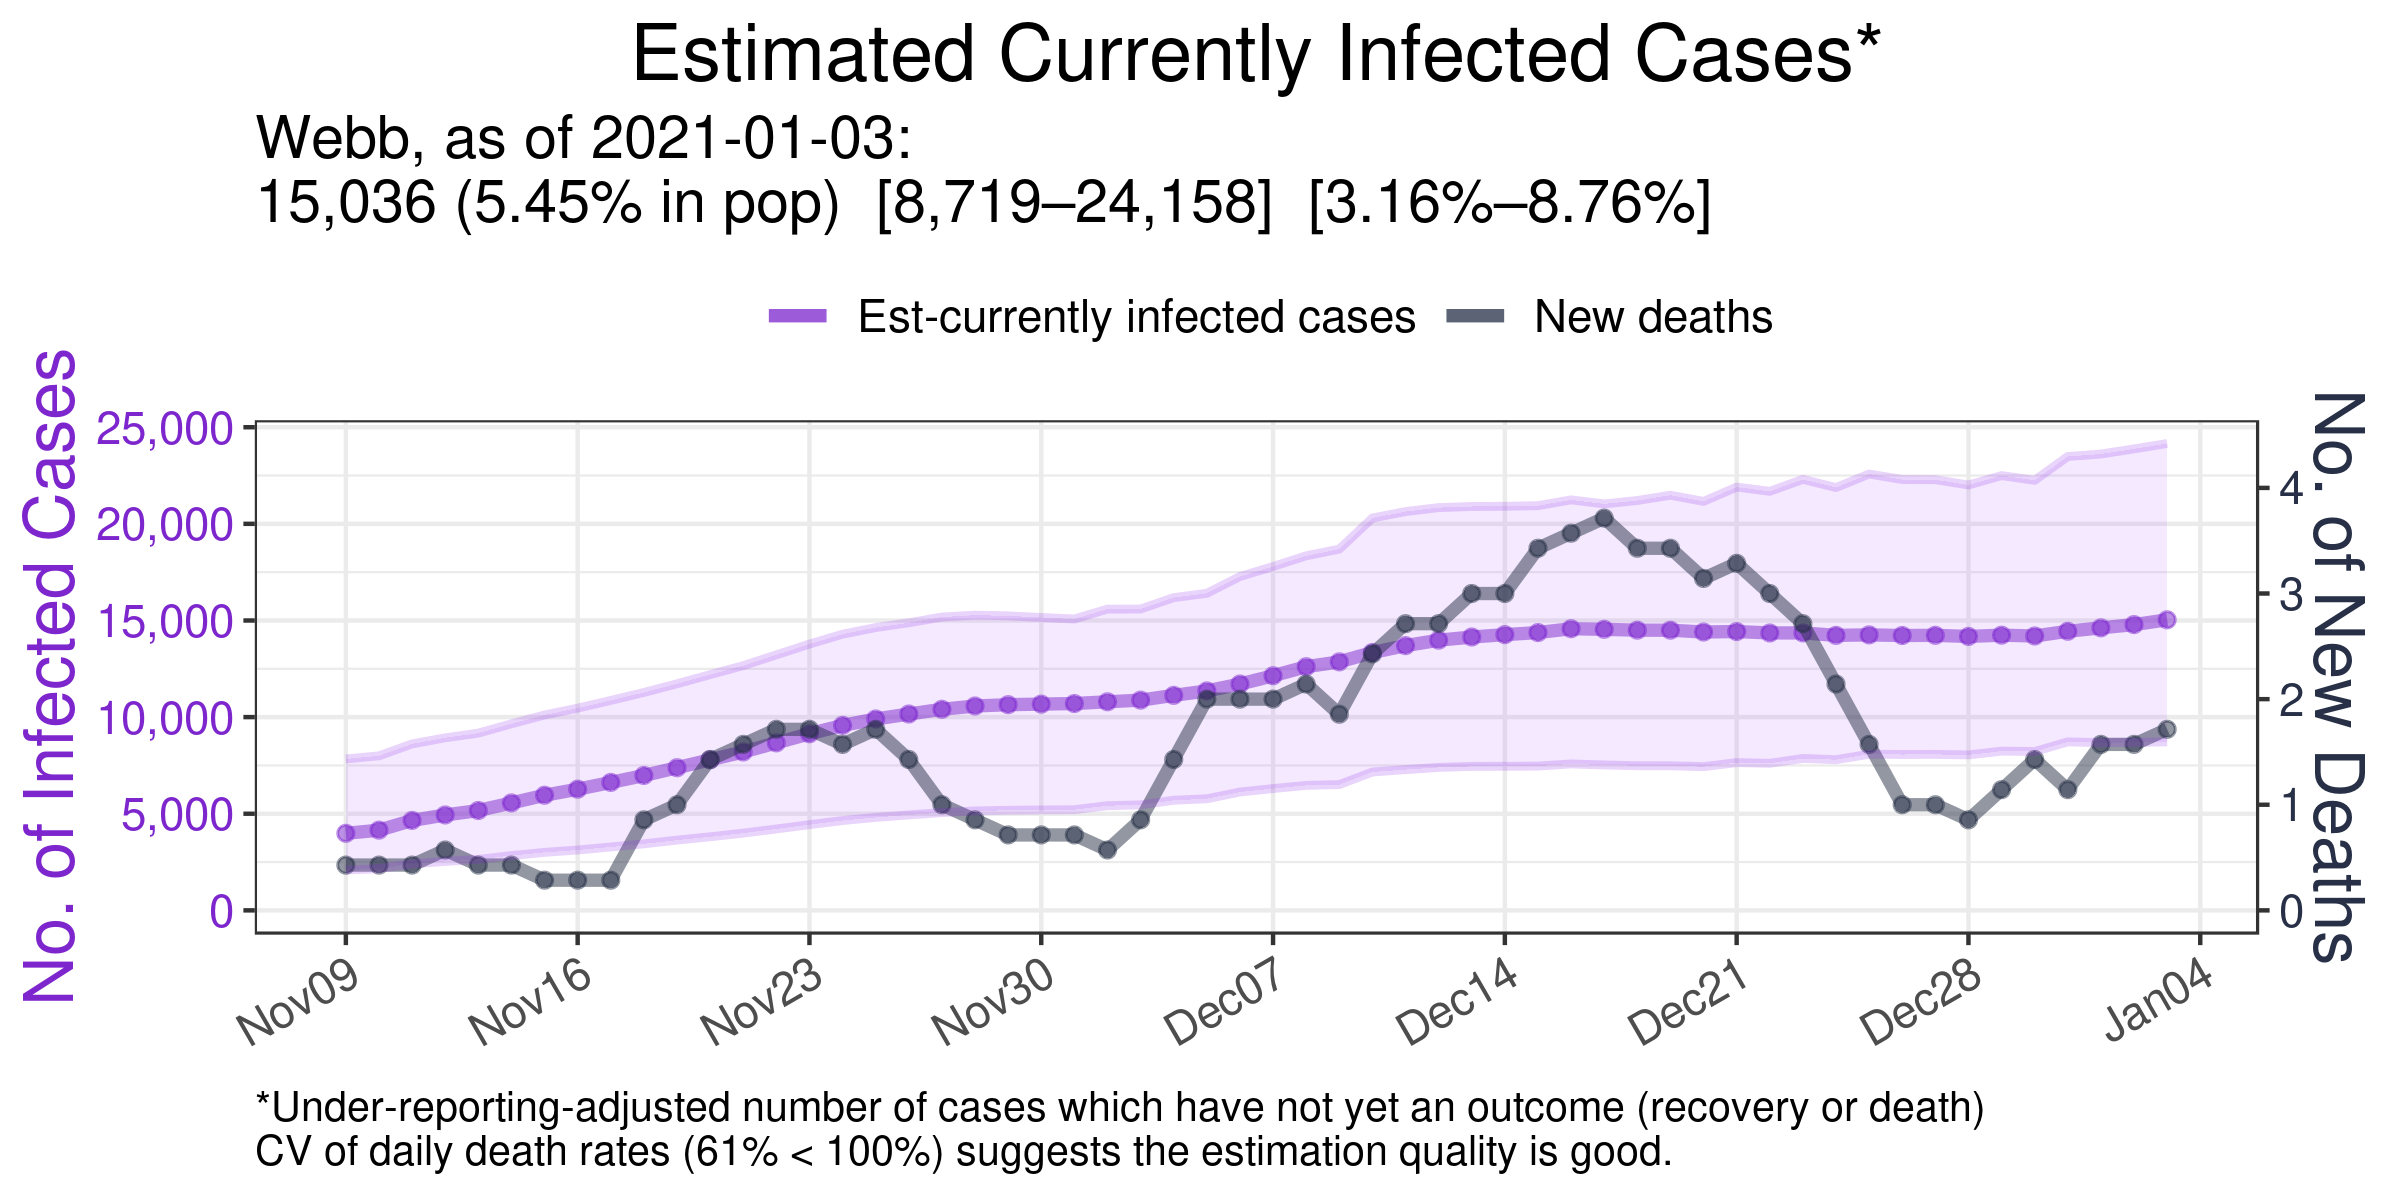 Estimated Currently Infected Cases*
Webb, as of 2021-01-03:
15,036 (5.45% in pop)  [8,719–24,158]  [3.16%–8.76%]
Est-currently infected cases
New deaths
No. of Infected Cases
25,000
20,000
15,000
10,000
5,000
0
No. of New Deaths
4
3
2
1
0
Nov09
Nov16
Nov23
Nov30
Dec07
Dec14
Dec21
Dec28
Jan04
*Under-reporting-adjusted number of cases which have not yet an outcome (recovery or death)
CV of daily death rates (61% < 100%) suggests the estimation quality is good.